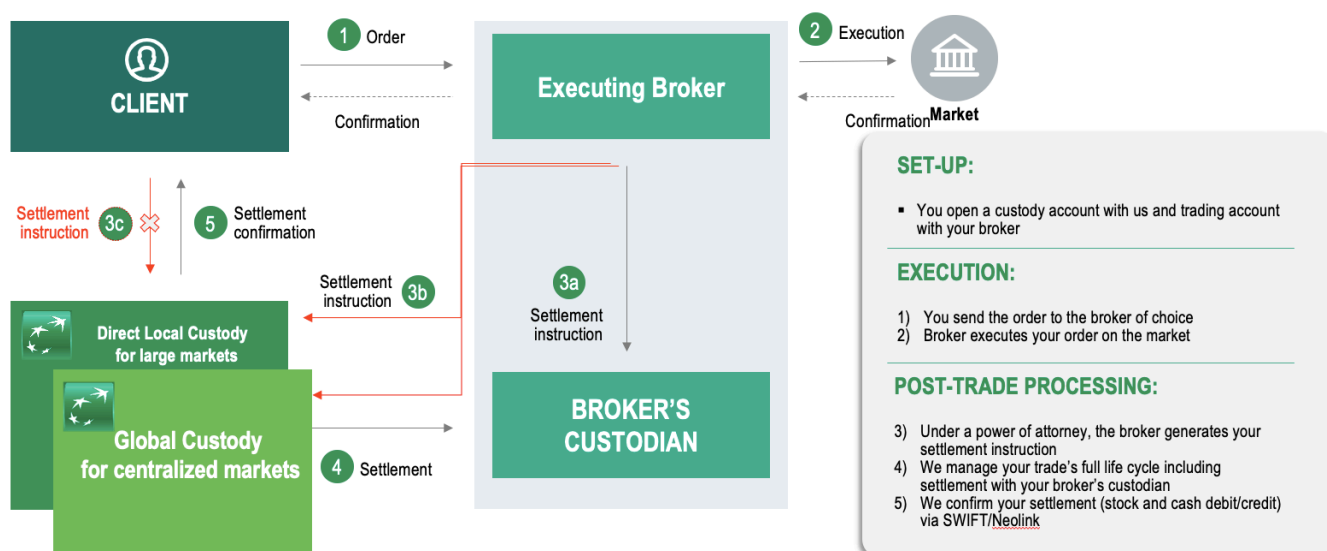 1 Order
CLIENT
Confirmation
Executing Broker
2 Execution
Confirmation
Market
Settlement
instruction
3c
5 Settlement
confirmation
Settlement
instruction
3b
3a
Settlement
instruction
Direct Local Custody
for large markets
Global Custody
for centralized markets
4 Settlement
BROKER’S
CUSTODIAN
SET-UP:
▪ You open a custody account with us and trading account
with your broker
EXECUTION:
1) You send the order to the broker of choice
2) Broker executes your order on the market
POST-TRADE PROCESSING:
3) Under a power of attorney, the broker generates your
settlement instruction
4) We manage your trade’s full life cycle including
settlement with your broker’s custodian
5) We confirm your settlement (stock and cash debit/credit)
via SWIFT/Neolink